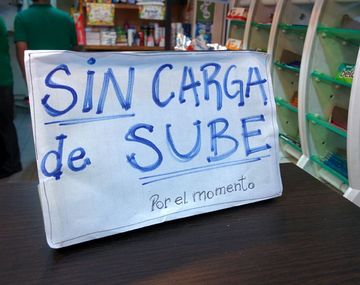 SIN CARGA
de SUBE
Por el momento